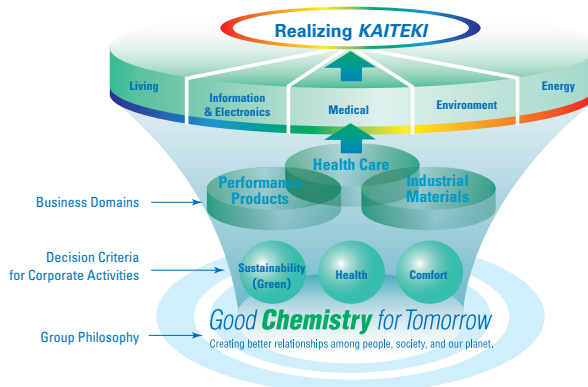 Realizing KAITEKI
Living
Information
& Electronics
Medical
Environment
Energy
Health Care
Performance
Products
Industrial
Materials
Business Domains
Decision Criteria
for Corporate Activities
Sustainability
(Green)
Health
Comfort
Group Philosophy
Good Chemistry for Tomorrow
Creating better relationships among people, society, and our planet.